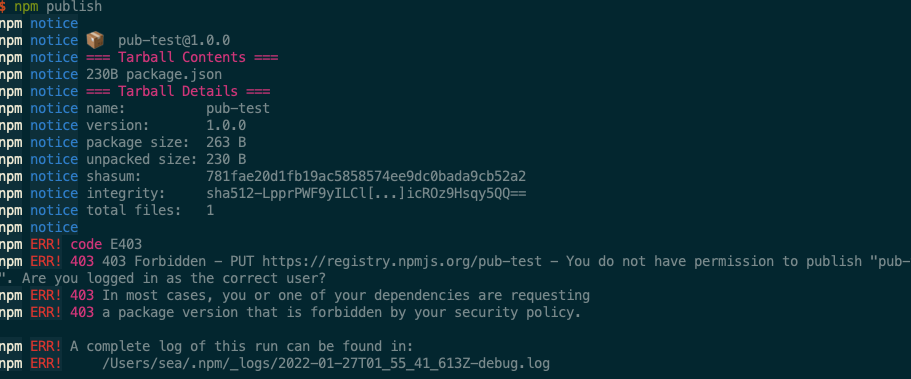 $ npm publish
npm notice
npm notice 📦  pub-test@1.0.0
npm notice === Tarball Contents ===
npm notice 230B package.json
npm notice === Tarball Details ===
npm notice name:          pub-test
npm notice version:       1.0.0
npm notice package size:  263 B
npm notice unpacked size: 230 B
npm notice shasum:        781fae20d1fb19ac5858574ee9dc0bada9cb52a2
npm notice integrity:     sha512-LpprPWF9yILCl[...]icROz9Hsqy5QQ==
npm notice total files:   1
npm notice
npm ERR! code E403
npm ERR! 403 403 Forbidden - PUT https://registry.npmjs.org/pub-test - You do not have permission to publish "pub-
". Are you logged in as the correct user?
npm ERR! 403 In most cases, you or one of your dependencies are requesting
npm ERR! 403 a package version that is forbidden by your security policy.
npm ERR! A complete log of this run can be found in:
npm ERR!     /Users/sea/.npm/_logs/2022-01-27T01_55_41_613Z-debug.log